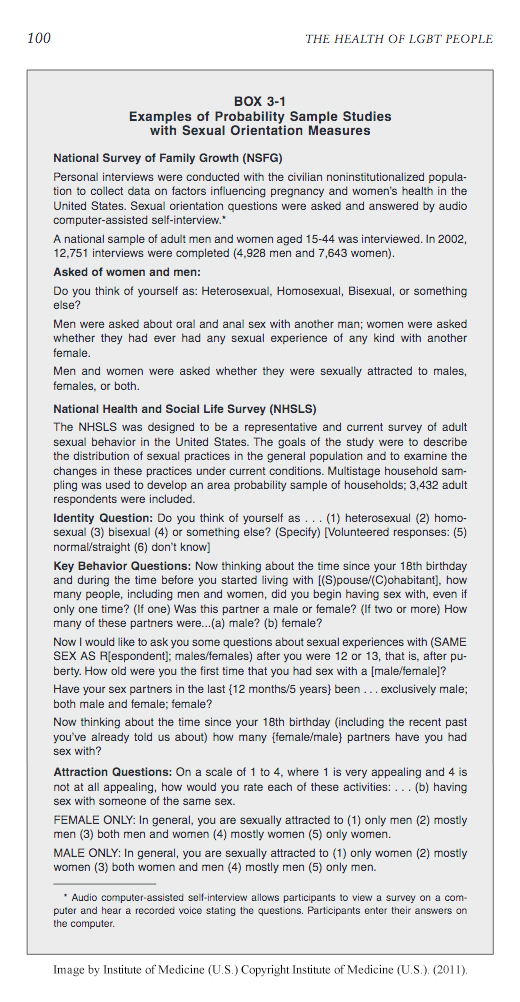 100
THE HEALTH OF LGBT PEOPLE
BOX 3-1
Examples of Probability Sample Studies
with Sexual Orientation Measures
National Survey of Family Growth (NSFG)
Personal interviews were conducted with the civilian noninstitutionalized popula-
tion to collect data on factors influencing pregnancy and women's health in the
United States. Sexual orientation questions were asked and answered by audio
computer-assisted self-interview.*
A national sample of adult men and women aged 15-44 was interviewed. In 2002,
12,751 interviews were completed (4,928 men and 7,643 women).
Asked of women and men:
Do you think of yourself as: Heterosexual, Homosexual, Bisexual, or something
else?
Men were asked about oral and anal sex with another man; women were asked
whether they had ever had any sexual experience of any kind with another
female.
Men and women were asked whether they were sexually attracted to males,
females, or both.
National Health and Social Life Survey (NHSLS)
The NHSLS was designed to be a representative and current survey of adult
sexual behavior in the United States. The goals of the study were to describe
the distribution of sexual practices in the general population and to examine the
changes in these practices under current conditions. Multistage household sam-
pling was used to develop an area probability sample of households; 3,432 adult
respondents were included.
Identity Question: Do you think of yourself as . . . (1) heterosexual (2) homo-
sexual (3) bisexual (4) or something else? (Specify) [Volunteered responses: (5)
normal/straight (6) don't know]
Key Behavior Questions: Now thinking about the time since your 18th birthday
and during the time before you started living with [(S)pouse/(C)ohabitant], how
many people, including men and women, did you begin having sex with, even if
only one time? (If one) Was this partner a male or female? (If two or more) How
many of these partners were...(a) male? (b) female?
Now I would like to ask you some questions about sexual experiences with (SAME
SEX AS R[espondent]; males/females) after you were 12 or 13, that is, after pu-
berty. How old were you the first time that you had sex with a [male/female]?
Have your sex partners in the last {12 months/5 years} been . . . exclusively male;
both male and female; female?
Now thinking about the time since your 18th birthday (including the recent past
you've already told us about) how many {female/male} partners have you had
sex with?
Attraction Questions: On a scale of 1 to 4, where 1 is very appealing and 4 is
not at all appealing, how would you rate each of these activities: . . . (b) having
sex with someone of the same sex.
FEMALE ONLY: In general, you are sexually attracted to (1) only men (2) mostly
men (3) both men and women (4) mostly women (5) only women.
MALE ONLY: In general, you are sexually attracted to (1) only women (2) mostly
women (3) both women and men (4) mostly men (5) only men.
* Audio computer-assisted self-interview allows participants to view a survey on a com-
puter and hear a recorded voice stating the questions. Participants enter their answers on
the computer.
Image by Institute of Medicine (U.S.) Copyright Institute of Medicine (U.S.). (2011).